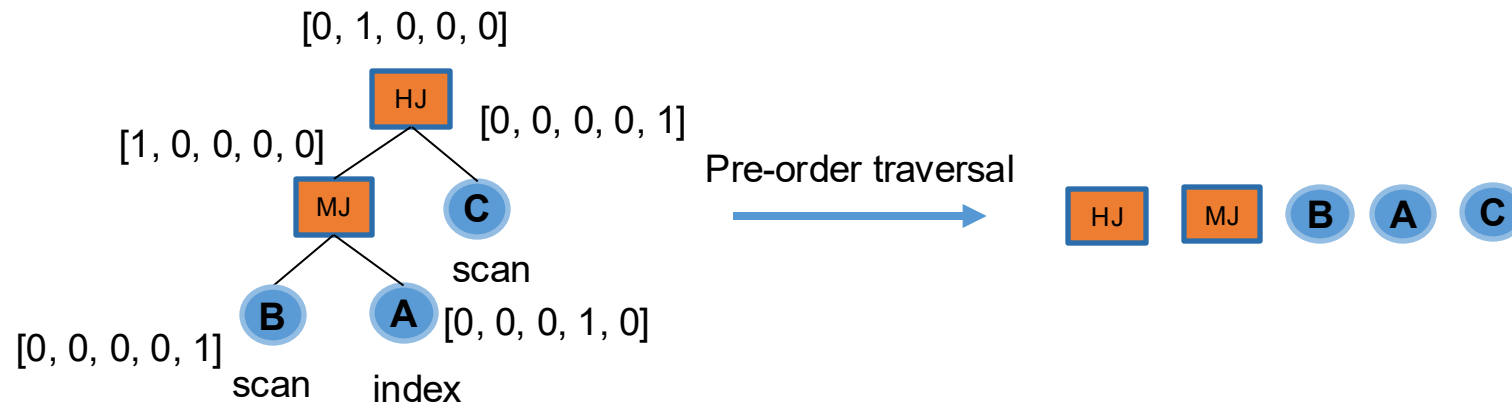 [0, 1, 0, 0, 0]
HJ
[0, 0, 0, 0, 1]
[1, 0, 0, 0, 0]
MJ
C
scan
B
A
[0, 0, 0, 1, 0]
[0, 0, 0, 0, 1]
scan
index
Pre-order traversal
HJ MJ B A C